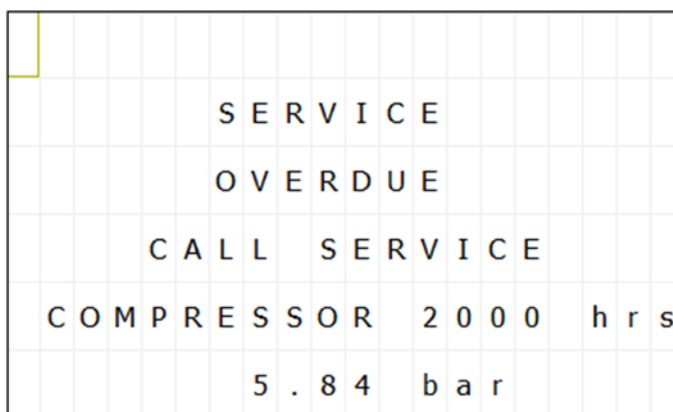 SERVICE
OVERDUE
CALL SERVICE
COMPRESSOR 2000 hrs
5.84 bar